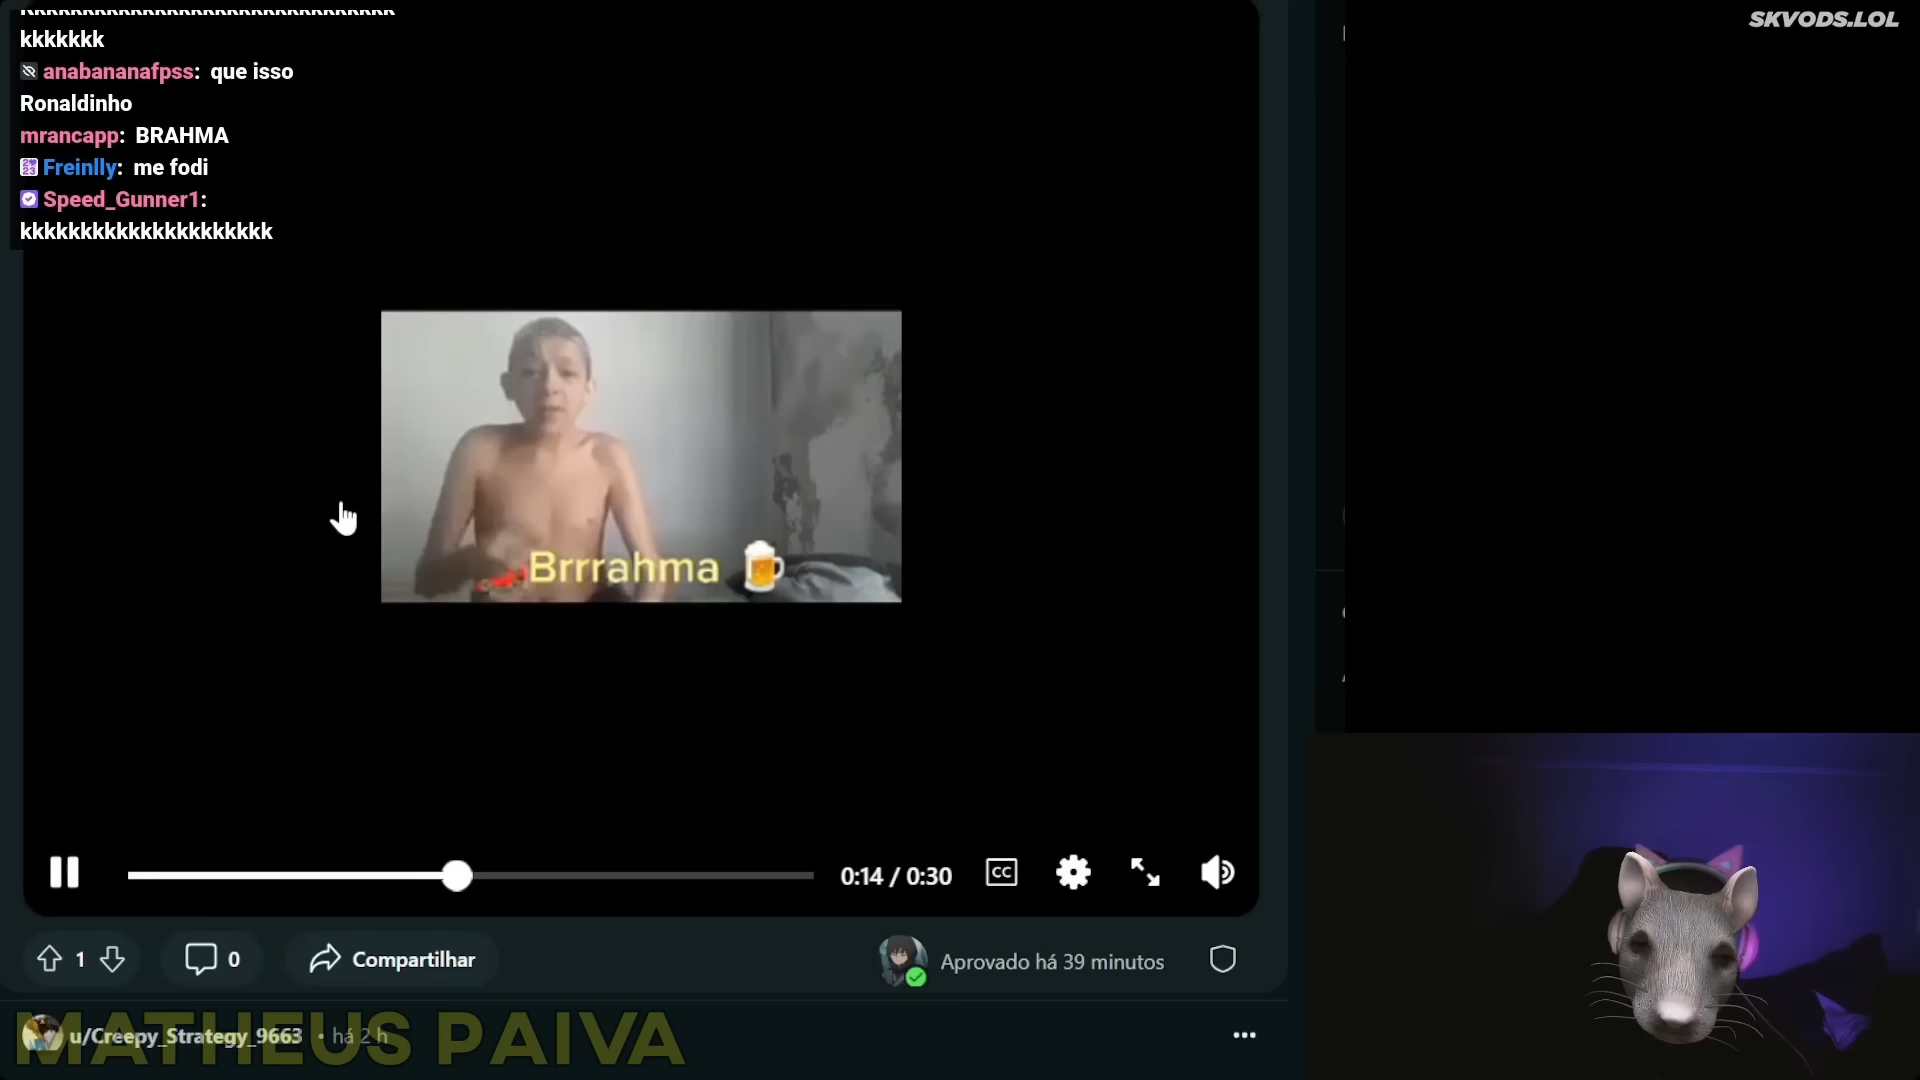 kkkkkkk
anabananafpss: que isso
Ronaldinho
mrancapp: BRAHMA
Freinlly: me fodi
Speed_Gunner1:
kkkkkkkkkkkkkkkkkkkkk
SKVODS.LOL
Brrrahma
0:14 / 0:30
CC
1
0
Compartilhar
Aprovado há 39 minutos
u/Creepy_Strategy_9663 • há 2 h
MATHEUS PAIVA